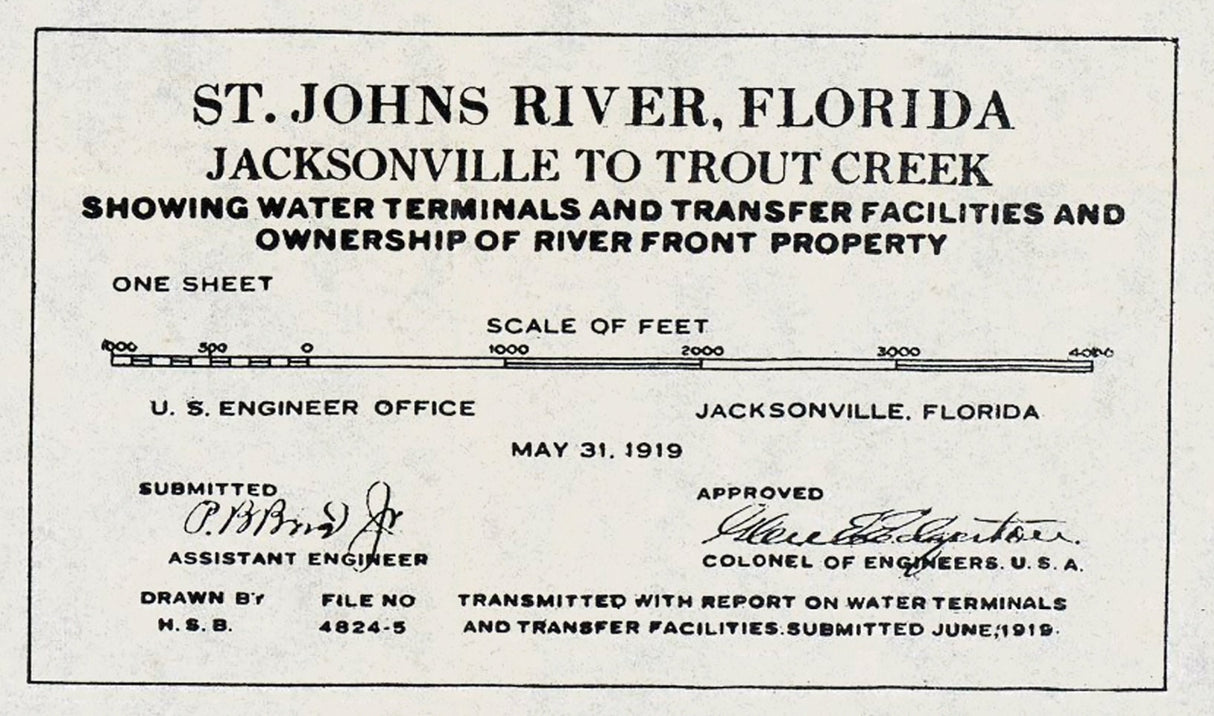 ST. JOHNS RIVER, FLORIDA
JACKSONVILLE TO TROUT CREEK
SHOWING WATER TERMINALS AND TRANSFER FACILITIES AND
OWNERSHIP OF RIVER FRONT PROPERTY
ONE SHEET
SCALE OF FEET
1000 500 0 1000 2000 3000 4000
U. S. ENGINEER OFFICE JACKSONVILLE, FLORIDA
MAY 31, 1919
SUBMITTED APPROVED
P. B. Jr
ASSISTANT ENGINEER COLONEL OF ENGINEERS. U. S. A.
DRAWN BY FILE NO TRANSMITTED WITH REPORT ON WATER TERMINALS
H. S. B. 4824-5 AND TRANSFER FACILITIES. SUBMITTED JUNE, 1919.